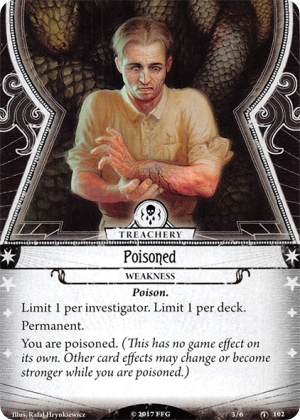 TREACHERY
Poisoned
WEAKNESS
Poison.
Limit 1 per investigator. Limit 1 per deck.
Permanent.
You are poisoned. (This has no game effect on
its own. Other card effects may change or become
stronger while you are poisoned.)
Illus. Rafał Hrynkiewicz © 2017 FFG 3/6 102